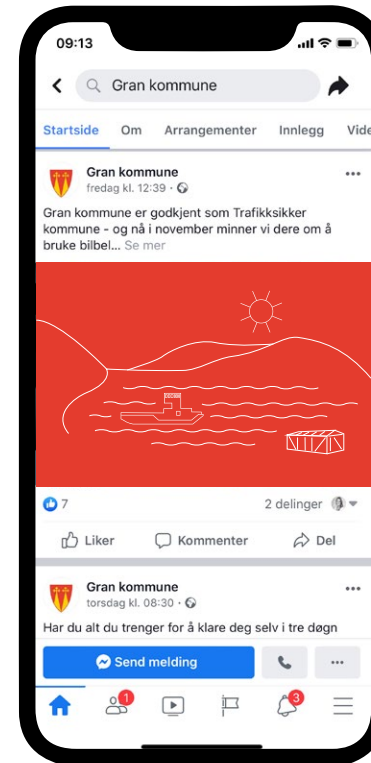 09:13
Gran kommune
Startside Om Arrangementer Innlegg Vide
Gran kommune
fredag kl. 12:39 ·
Gran kommune er godkjent som Trafikksikker
kommune - og nå i november minner vi dere om å
bruke bilbel... Se mer
7
2 delinger
Liker Kommenter Del
Gran kommune
torsdag kl. 08:30 ·
Har du alt du trenger for å klare deg selv i tre døgn
Send melding
1
3